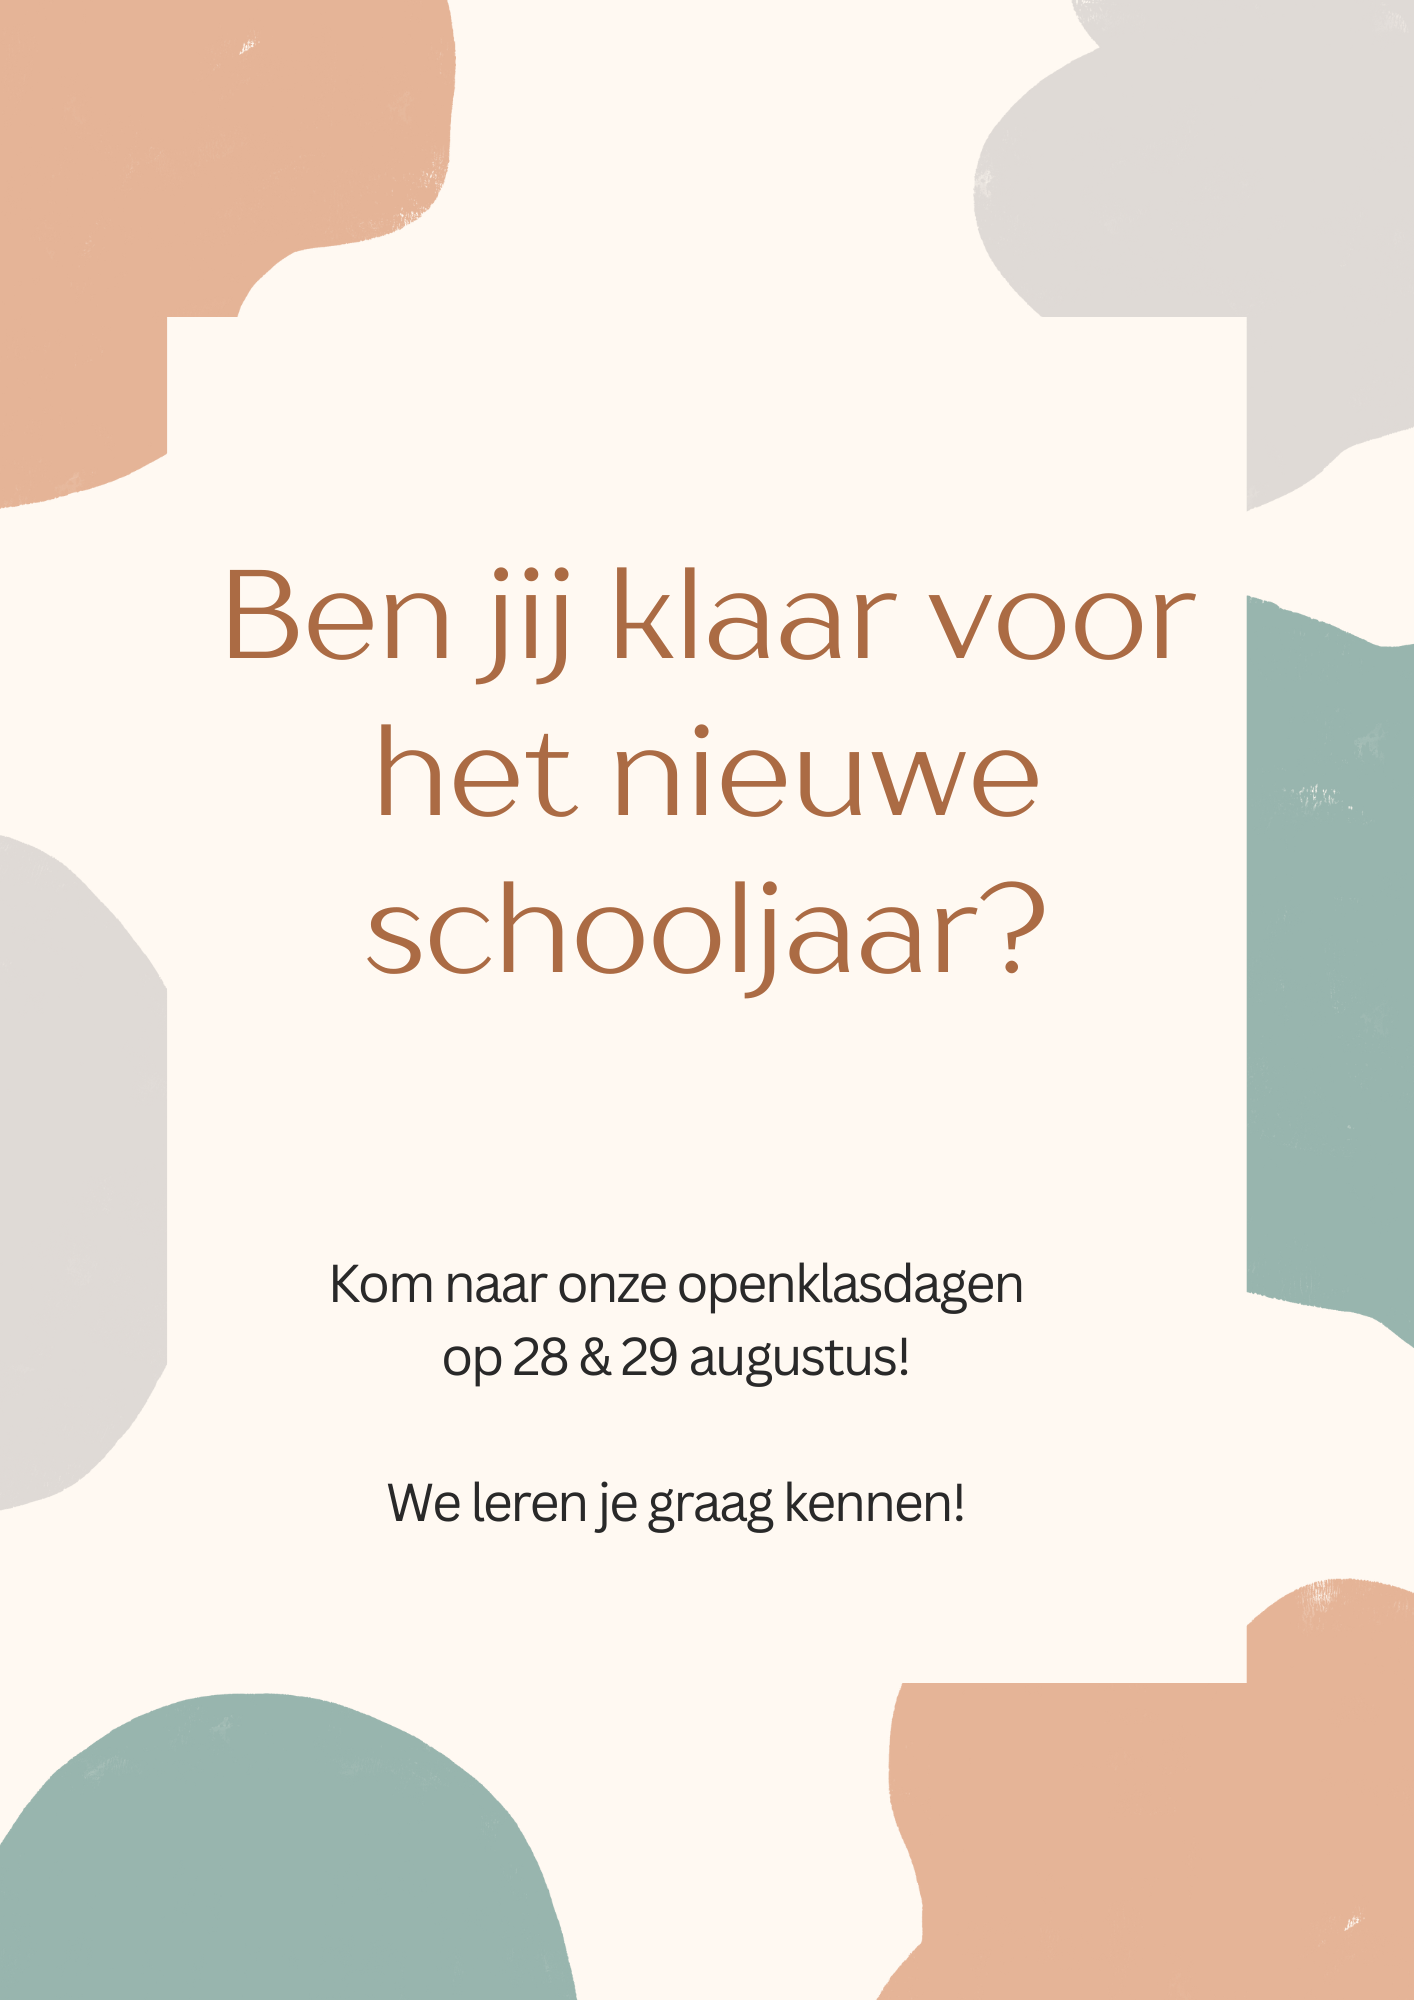 Ben jij klaar voor
het nieuwe
schooljaar?
Kom naar onze openklasdagen
op 28 & 29 augustus!
We leren je graag kennen!